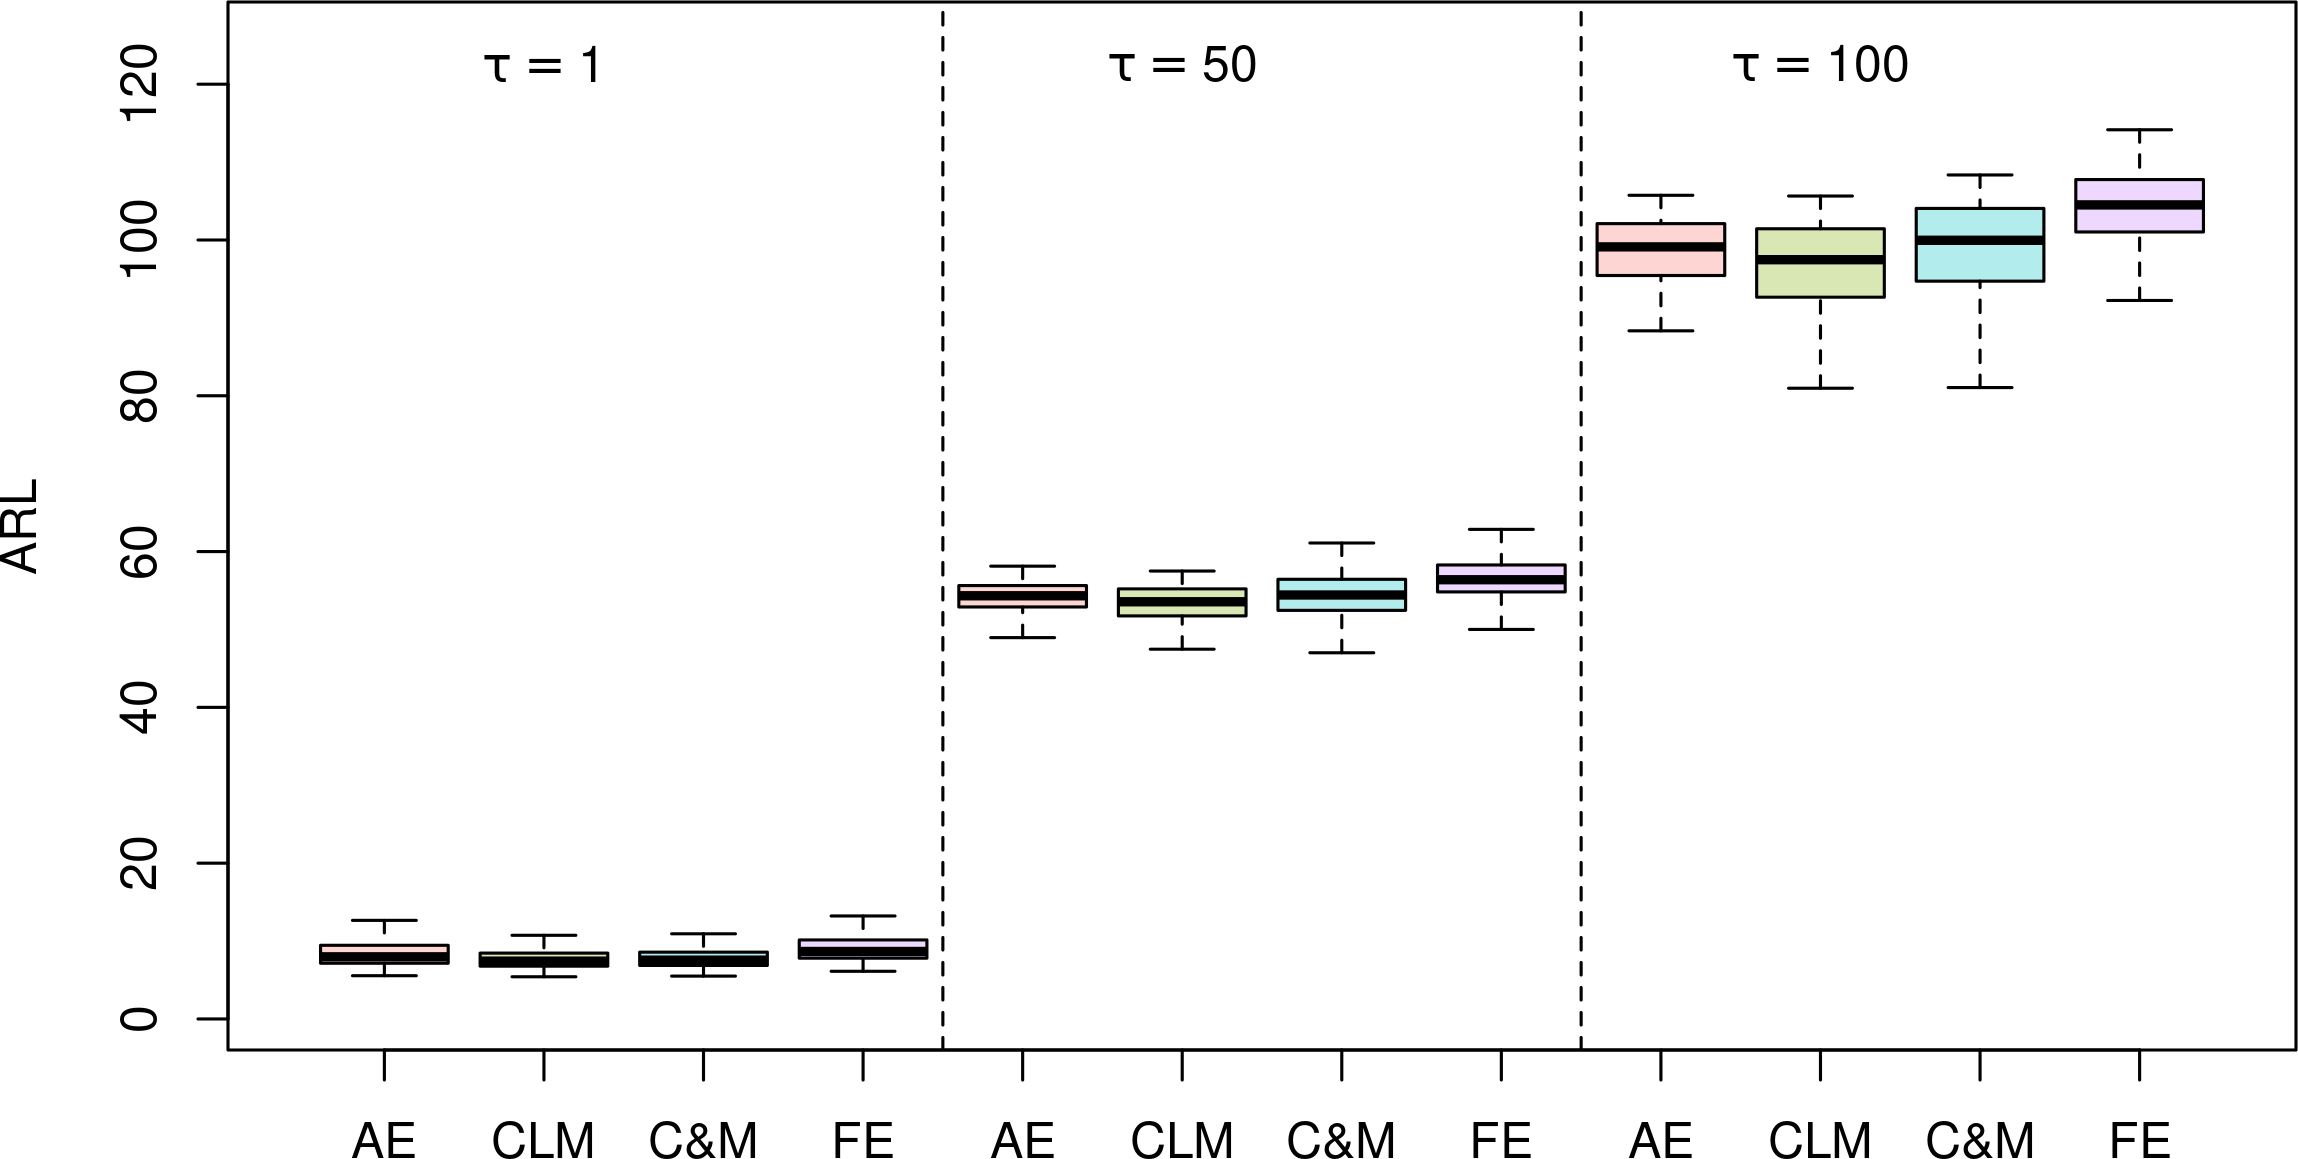 τ = 1
τ = 50
τ = 100
120
100
80
60
40
20
0
ARL
AE CLM C&M FE AE CLM C&M FE AE CLM C&M FE